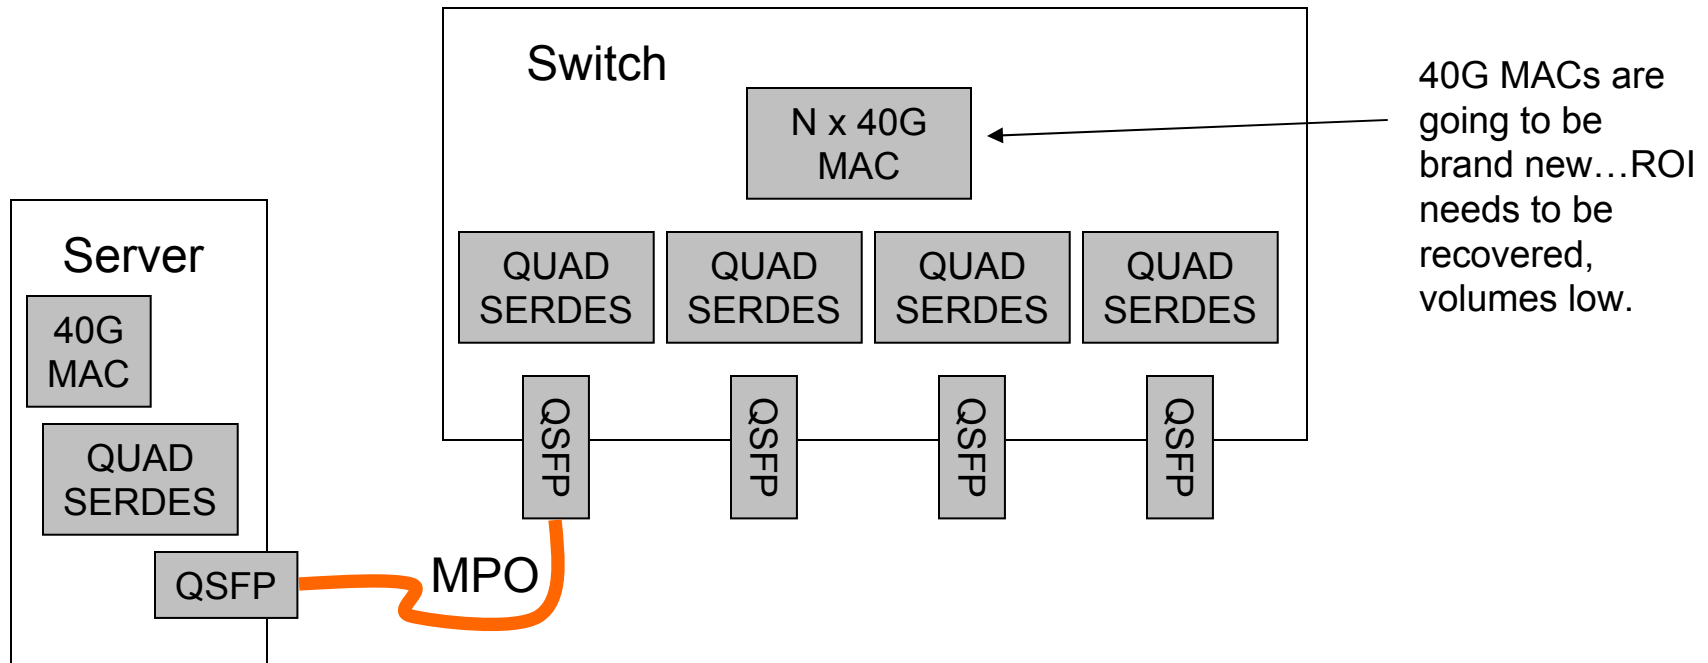 Switch
N x 40G
MAC
40G MACs are
going to be
brand new…ROI
needs to be
recovered,
volumes low.
QUAD
SERDES
QUAD
SERDES
QUAD
SERDES
QUAD
SERDES
QSFP
QSFP
QSFP
QSFP
Server
40G
MAC
QUAD
SERDES
QSFP
MPO